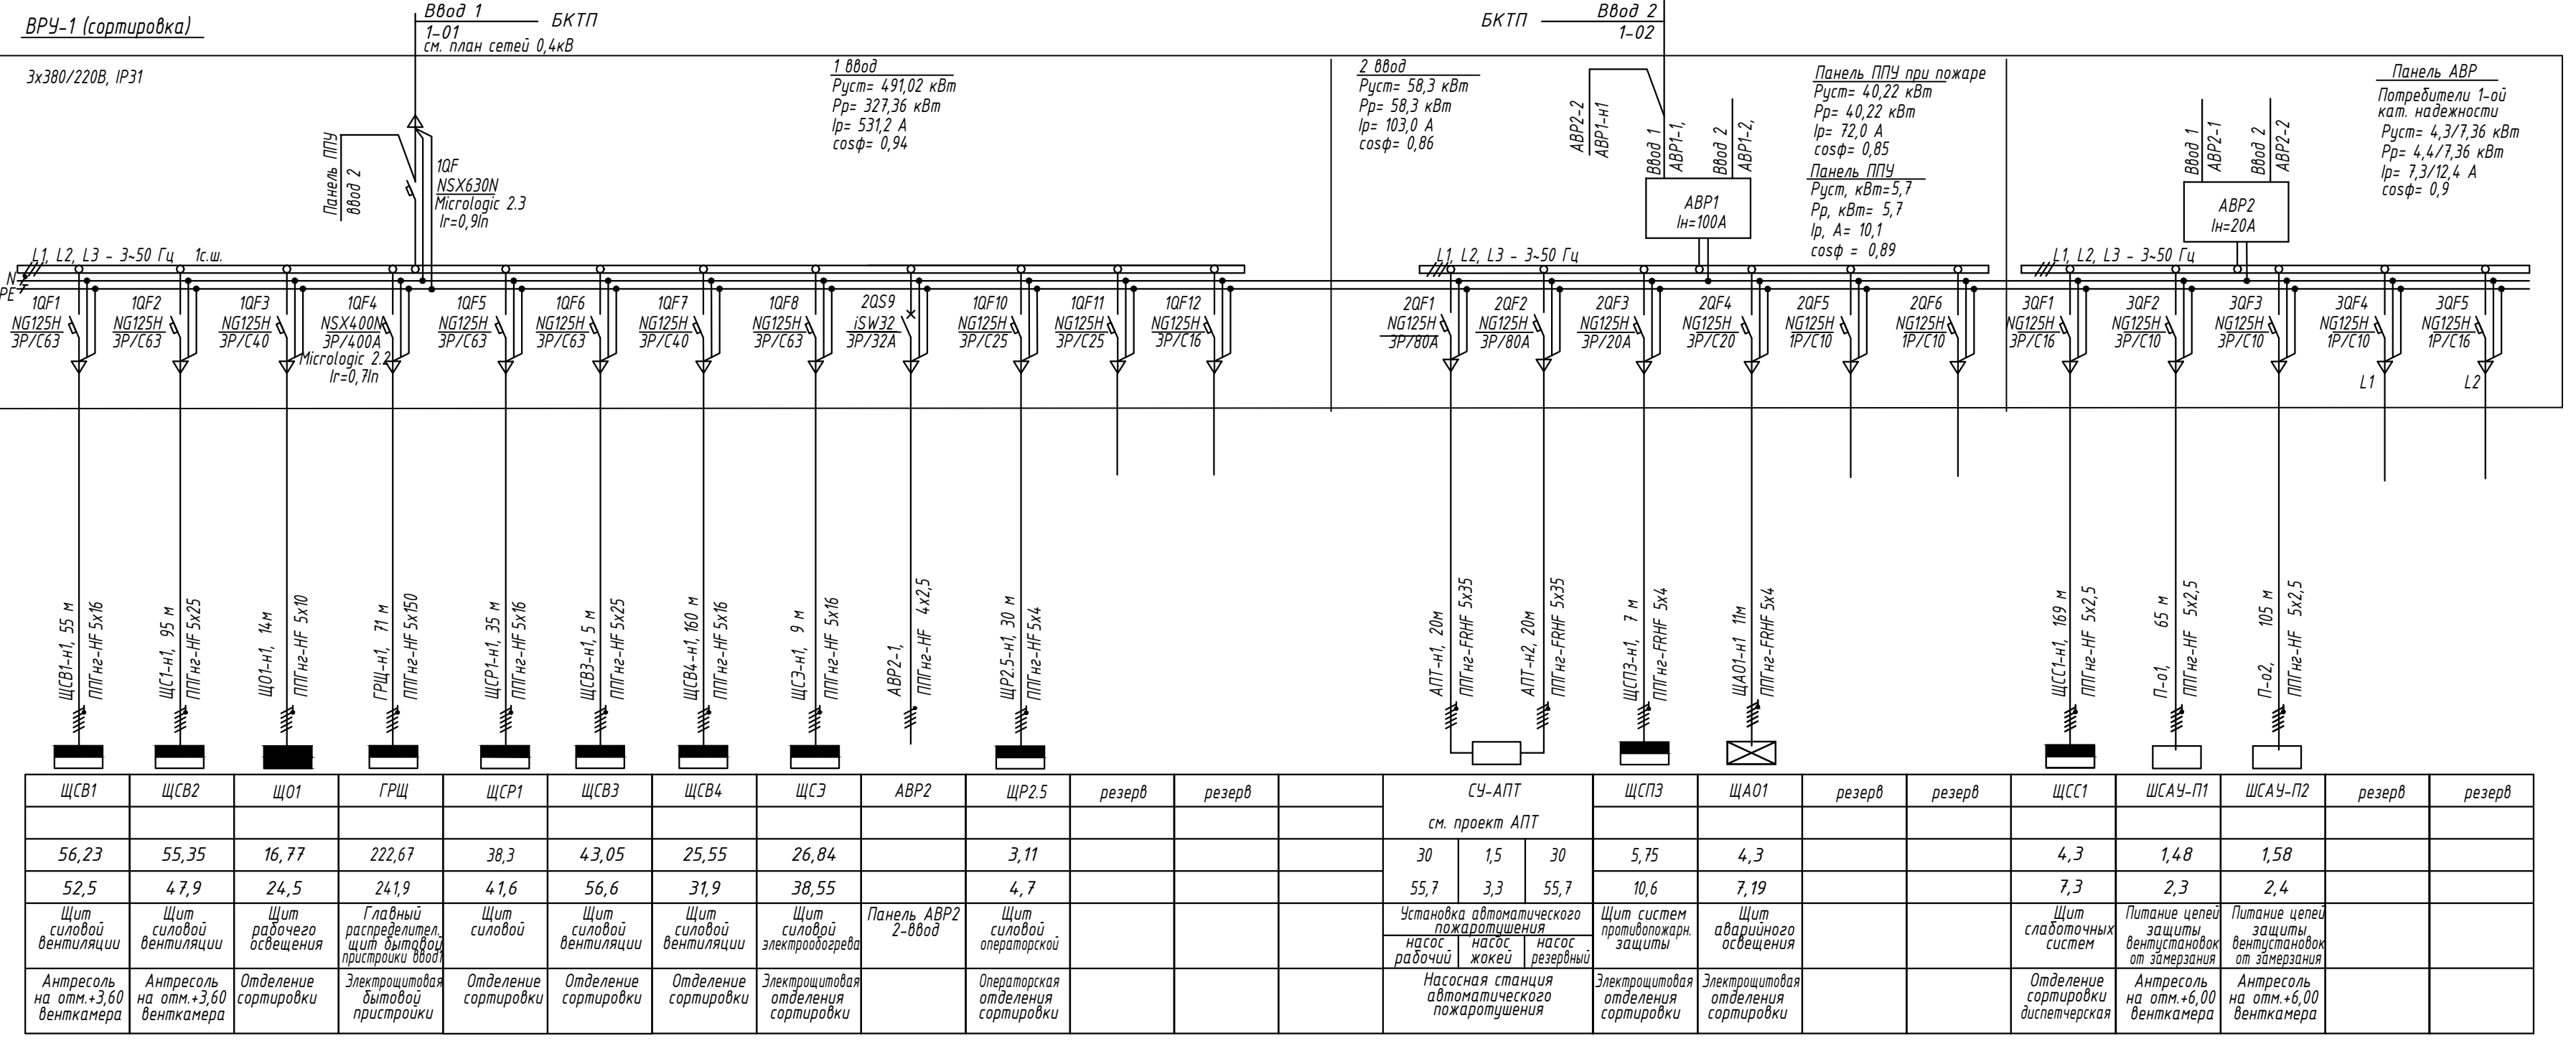 ВРУ-1 (сортировка)
Ввод 1
БКТП
1-01
см. план сетей 0,4кВ
БКТП
Ввод 2
1-02
3х380/220В, IP31
1 ввод
Руст= 491,02 кВт
Рр= 327,36 кВт
Iр= 531,2 А
cosφ= 0,94
2 ввод
Руст= 58,3 кВт
Рр= 58,3 кВт
Iр= 103,0 А
cosφ= 0,86
Панель ППУ при пожаре
Руст= 40,22 кВт
Рр= 40,22 кВт
Iр= 72,0 А
cosφ= 0,85
Панель ППУ
Руст, кВт=5,7
Рр, кВт= 5,7
Iр, А= 10,1
cosφ = 0,89
Панель АВР
Потребители 1-ой
кат. надежности
Руст= 4,3/7,36 кВт
Рр= 4,4/7,36 кВт
Iр= 7,3/12,4 А
cosφ= 0,9
Панель ППУ
ввод 2
1QF
NSX630N
Micrologic 2.3
Ir=0,9In
АВР2-2
АВР1-н1
Ввод 1
АВР1-1,
Ввод 2
АВР1-2,
АВР1
Iн=100А
Ввод 1
АВР2-1
Ввод 2
АВР2-2
АВР2
Iн=20А
L1, L2, L3 - 3~50 Гц 1с.ш.
N
PE
L1, L2, L3 - 3~50 Гц
L1, L2, L3 - 3~50 Гц
1QF1
NG125H
3P/C63
1QF2
NG125H
3P/C63
1QF3
NG125H
3P/C40
1QF4
NSX400N
3P/400A
Micrologic 2.2
Ir=0,7In
1QF5
NG125H
3P/C63
1QF6
NG125H
3P/C63
1QF7
NG125H
3P/C40
1QF8
NG125H
3P/C63
2QS9
iSW32
3P/32A
1QF10
NG125H
3P/C25
1QF11
NG125H
3P/C25
1QF12
NG125H
3P/C16
2QF1
NG125H
3P/80A
2QF2
NG125H
3P/80A
2QF3
NG125H
3P/20A
2QF4
NG125H
3P/C20
2QF5
NG125H
1P/C10
2QF6
NG125H
1P/C10
3QF1
NG125H
3P/C16
3QF2
NG125H
3P/C10
3QF3
NG125H
3P/C10
3QF4
NG125H
1P/C10
3QF5
NG125H
1P/C16
L1
L2
ЩСВ1-н1, 55 м
ППГнг-HF 5х16
ЩС1-н1, 95 м
ППГнг-HF 5х25
ЩО1-н1, 14м
ППГнг-HF 5х10
ГРЩ-н1, 71 м
ППГнг-HF 5х150
ЩСР1-н1, 35 м
ППГнг-HF 5х16
ЩСВ3-н1, 5 м
ППГнг-HF 5х25
ЩСВ4-н1, 160 м
ППГнг-HF 5х16
ЩСЭ-н1, 9 м
ППГнг-HF 5х16
АВР2-1,
ППГнг-HF 4х2,5
ЩР2.5-н1, 30 м
ППГнг-HF 5х4
АПТ-н1, 20м
ППГнг-FRHF 5х35
АПТ-н2, 20м
ППГнг-FRHF 5х35
ЩСПЗ-н1, 7 м
ППГнг-FRHF 5х4
ЩАО1-н1 11м
ППГнг-FRHF 5х4
ЩСС1-н1, 169 м
ППГнг-HF 5х2,5
П-о1, 65 м
ППГнг-HF 5х2,5
П-о2, 105 м
ППГнг-HF 5х2,5
ЩСВ1 ЩСВ2 ЩО1 ГРЩ ЩСР1 ЩСВ3 ЩСВ4 ЩСЭ АВР2 ЩР2.5 резерв резерв СУ-АПТ ЩСПЗ ЩАО1 резерв резерв ЩСС1 ШСАУ-П1 ШСАУ-П2 резерв резерв
см. проект АПТ
56,23 55,35 16,77 222,67 38,3 43,05 25,55 26,84 3,11 30 1,5 30 5,75 4,3 4,3 1,48 1,58
52,5 47,9 24,5 241,9 41,6 56,6 31,9 38,55 4,7 55,7 3,3 55,7 10,6 7,19 7,3 2,3 2,4
Щит
силовой
вентиляции
Щит
силовой
вентиляции
Щит
рабочего
освещения
Главный
распределител.
щит бытовой
пристройки ввод1
Щит
силовой
Щит
силовой
вентиляции
Щит
силовой
вентиляции
Щит
силовой
электрообогрева
Панель АВР2
2-ввод
Щит
силовой
операторской
Установка автоматического
пожаротушения
насос
рабочий
насос
жокей
насос
резервный
Щит систем
противопожарн.
защиты
Щит
аварийного
освещения
Щит
слаботочных
систем
Питание цепей
защиты
вентустановок
от замерзания
Питание цепей
защиты
вентустановок
от замерзания
Антресоль
на отм.+3,60
венткамера
Антресоль
на отм.+3,60
венткамера
Отделение
сортировки
Электрощитовая
бытовой
пристройки
Отделение
сортировки
Отделение
сортировки
Отделение
сортировки
Электрощитовая
отделения
сортировки
Операторская
отделения
сортировки
Насосная станция
автоматического
пожаротушения
Электрощитовая
отделения
сортировки
Электрощитовая
отделения
сортировки
Отделение
сортировки
диспетчерская
Антресоль
на отм.+6,00
венткамера
Антресоль
на отм.+6,00
венткамера